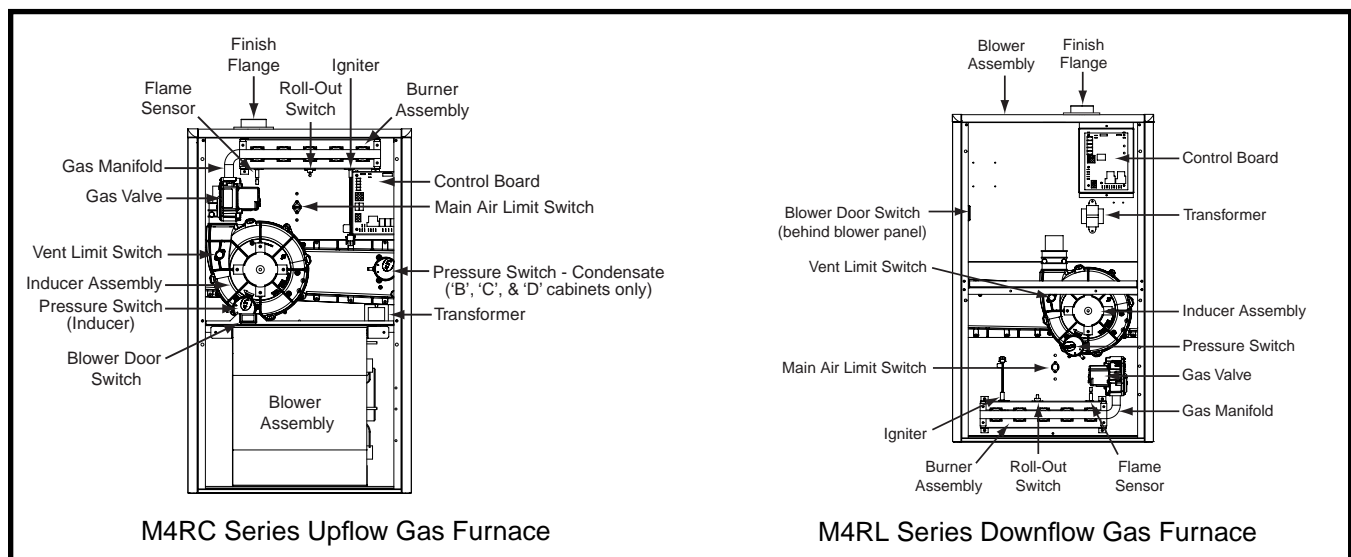 Finish
Flange
Igniter
Flame
Sensor
Roll-Out
Switch
Burner
Assembly
Gas Manifold
Gas Valve
Control Board
Main Air Limit Switch
Vent Limit Switch
Inducer Assembly
Pressure Switch
(Inducer)
Pressure Switch - Condensate
(‘B’, ‘C’, & ‘D’ cabinets only)
Transformer
Blower Door
Switch
Blower
Assembly
M4RC Series Upflow Gas Furnace
Blower
Assembly
Finish
Flange
Control Board
Blower Door Switch
(behind blower panel)
Transformer
Vent Limit Switch
Inducer Assembly
Pressure Switch
Main Air Limit Switch
Gas Valve
Gas Manifold
Igniter
Burner
Assembly
Roll-Out
Switch
Flame
Sensor
M4RL Series Downflow Gas Furnace